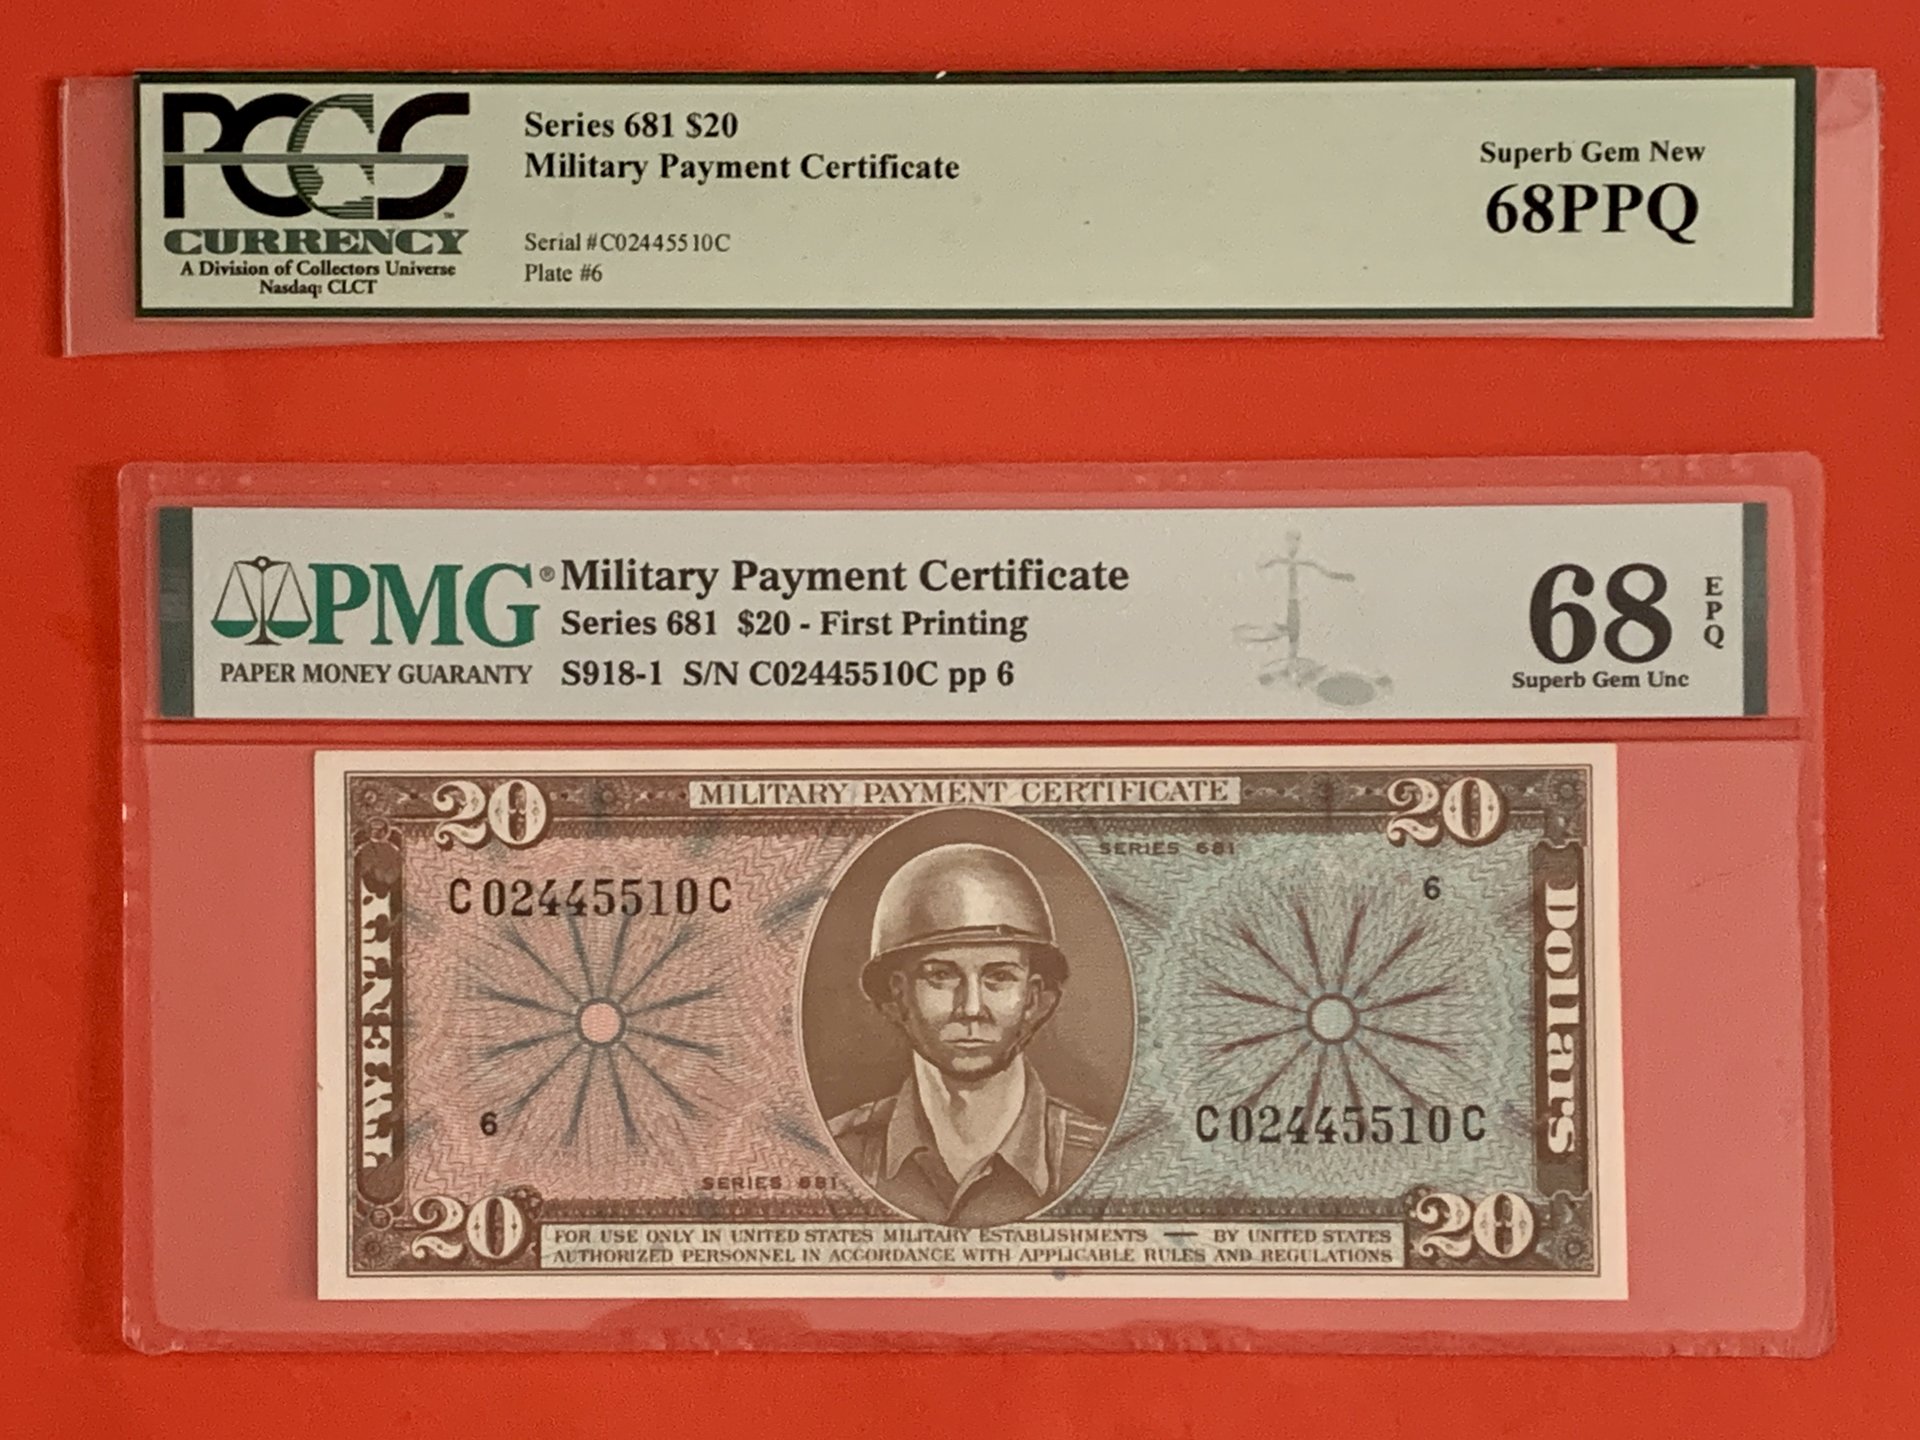 PCGS
CURRENCY
A Division of Collectors Universe
Nasdaq: CLCT
Series 681 $20
Military Payment Certificate
Serial #C02445510C
Plate #6
Superb Gem New
68PPQ
PMG®
PAPER MONEY GUARANTY
Military Payment Certificate
Series 681 $20 - First Printing
S918-1 S/N C02445510C pp 6
68 EPQ
Superb Gem Unc
20
MILITARY PAYMENT CERTIFICATE
20
SERIES 681
C02445510C
6
TWENTY
DOllars
6
C02445510C
SERIES 681
20
FOR USE ONLY IN UNITED STATES MILITARY ESTABLISHMENTS — BY UNITED STATES
AUTHORIZED PERSONNEL IN ACCORDANCE WITH APPLICABLE RULES AND REGULATIONS
20